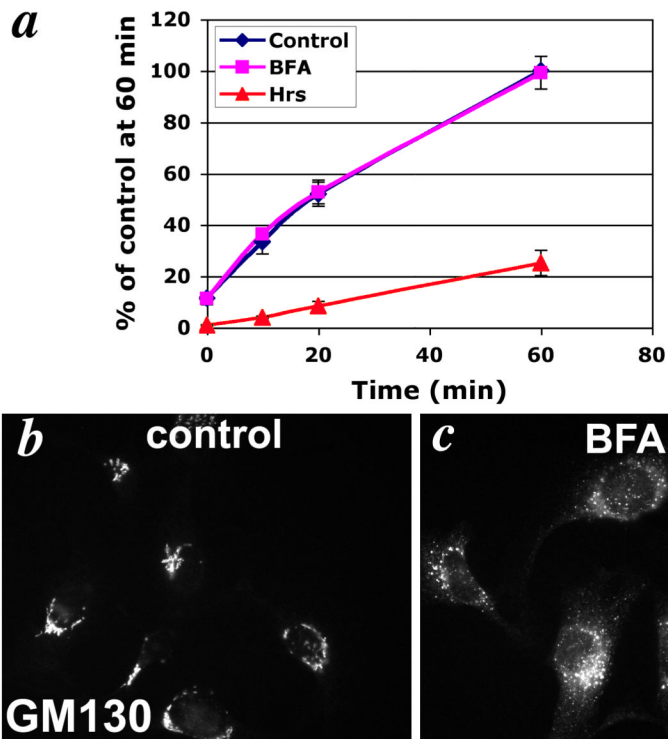 a
% of control at 60 min
120
100
80
60
40
20
0
Control
BFA
Hrs
0 20 40 60 80
Time (min)
b control
GM130
c BFA